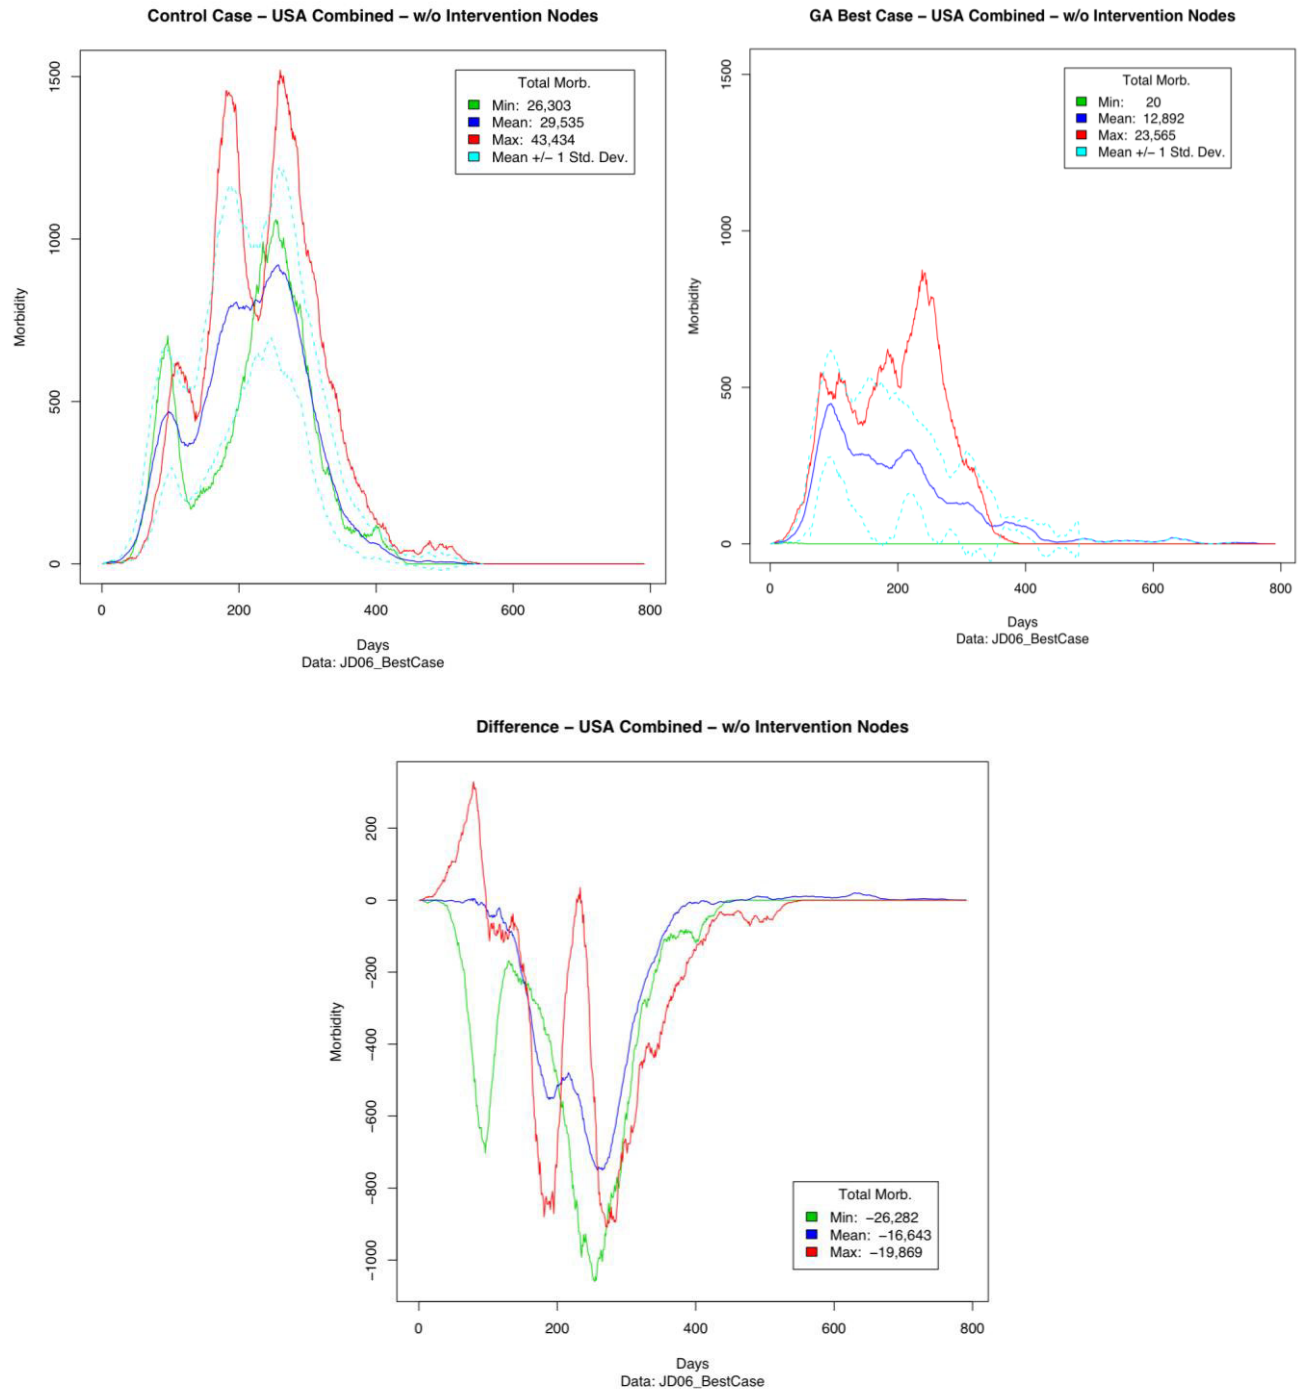 Control Case – USA Combined – w/o Intervention Nodes
1500
1000
500
0
Morbidity
Total Morb.
Min: 26,303
Mean: 29,535
Max: 43,434
Mean +/− 1 Std. Dev.
0 200 400 600 800
Days
Data: JD06_BestCase
GA Best Case – USA Combined – w/o Intervention Nodes
1500
1000
500
0
Morbidity
Total Morb.
Min: 20
Mean: 12,892
Max: 23,565
Mean +/− 1 Std. Dev.
0 200 400 600 800
Days
Data: JD06_BestCase
Difference – USA Combined – w/o Intervention Nodes
200
0
−200
−400
−600
−800
−1000
Morbidity
Total Morb.
Min: −26,282
Mean: −16,643
Max: −19,869
0 200 400 600 800
Days
Data: JD06_BestCase